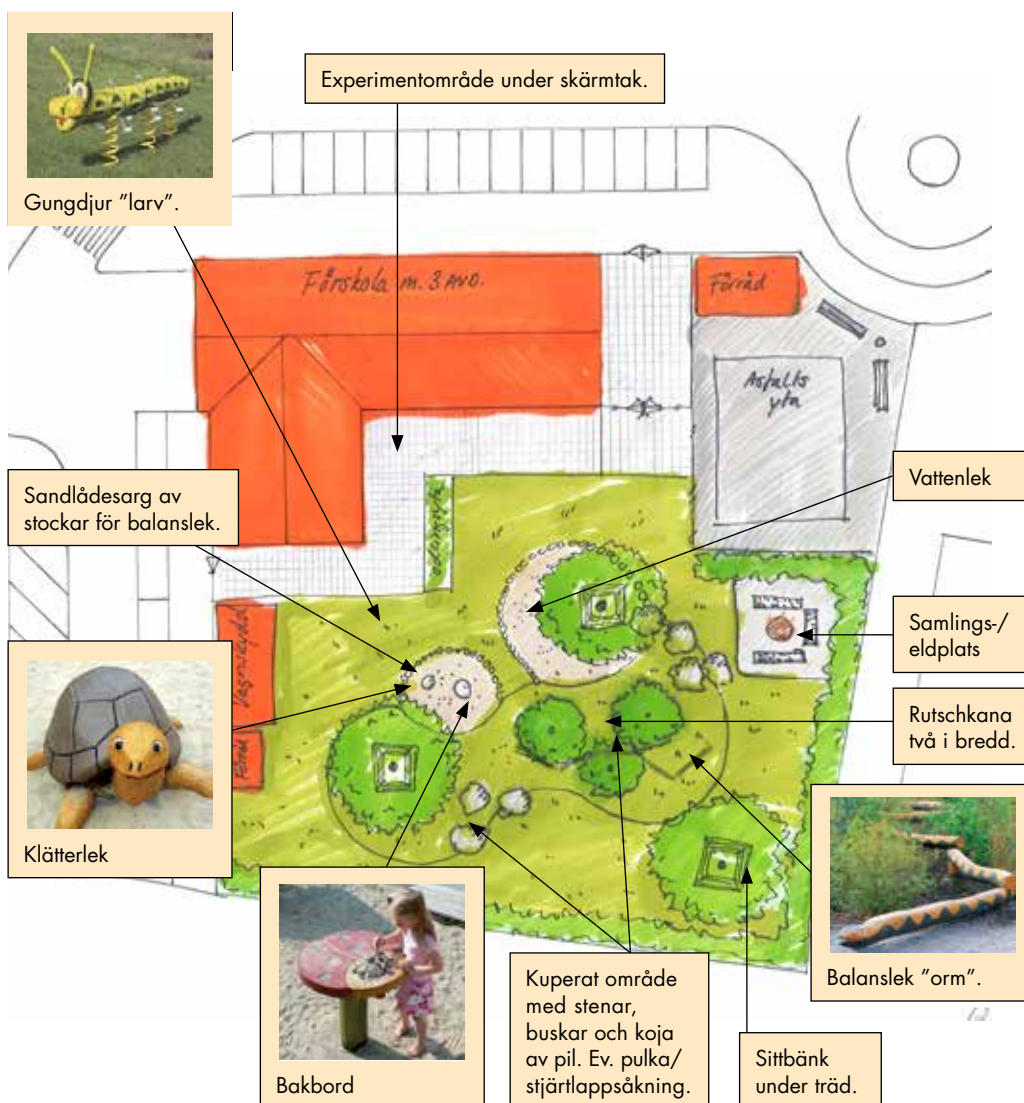 Experimentområde under skärmtak.
Gungdjur "larv".
Förskola m. 3 AVD.
Förråd
Asfalts
yta
Sandlådesarg av
stockar för balanslek.
Vattenlek
Samlings-/
eldplats
Rutschkana
två i bredd.
Förråd
Klätterlek
Bakbord
Kuperat område
med stenar,
buskar och koja
av pil. Ev. pulka/
stjärtlappsåkning.
Sittbänk
under träd.
Balanslek "orm".